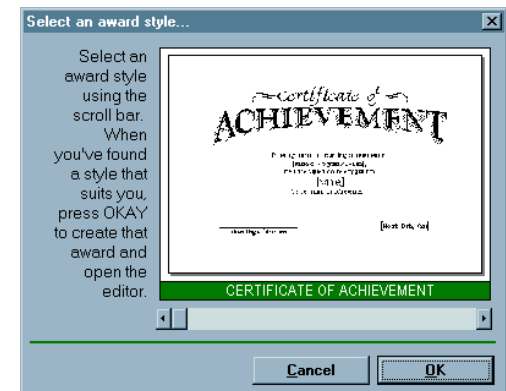 Select an award style...
Select an
award style
using the
scroll bar.
When
you've found
a style that
suits you,
press OKAY
to create that
award and
open the
editor.
Certificate of
ACHIEVEMENT
[Name]
CERTIFICATE OF ACHIEVEMENT
Cancel
OK